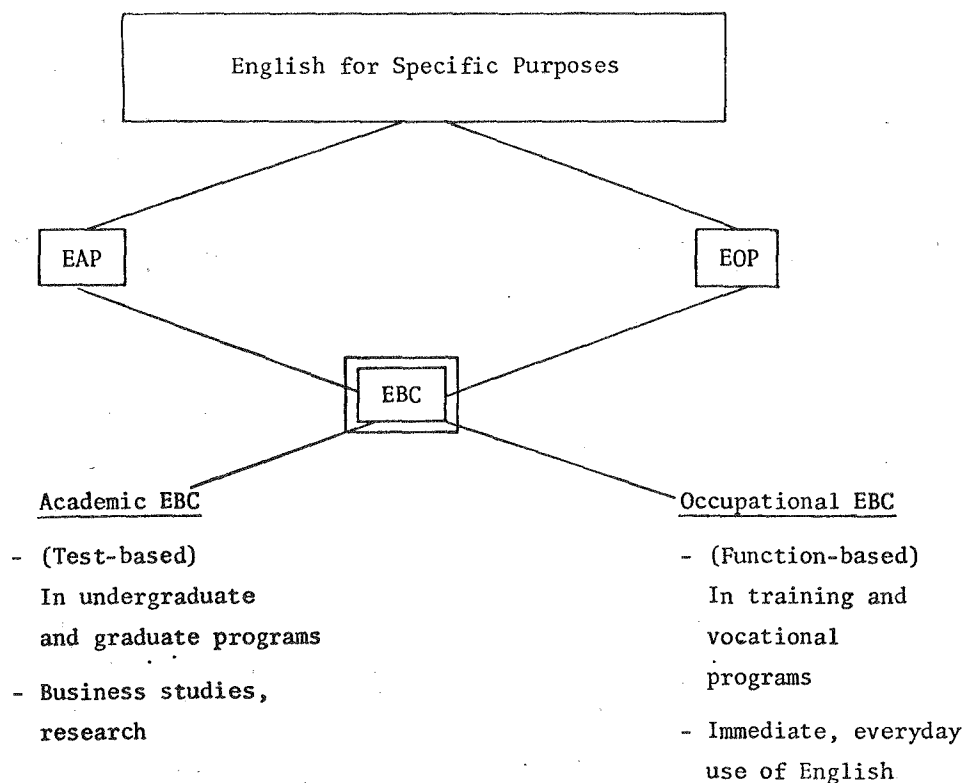 English for Specific Purposes
EAP
EOP
EBC
Academic EBC
- (Test-based)
In undergraduate
and graduate programs
- Business studies,
research
Occupational EBC
- (Function-based)
In training and
vocational
programs
- Immediate, everyday
use of English